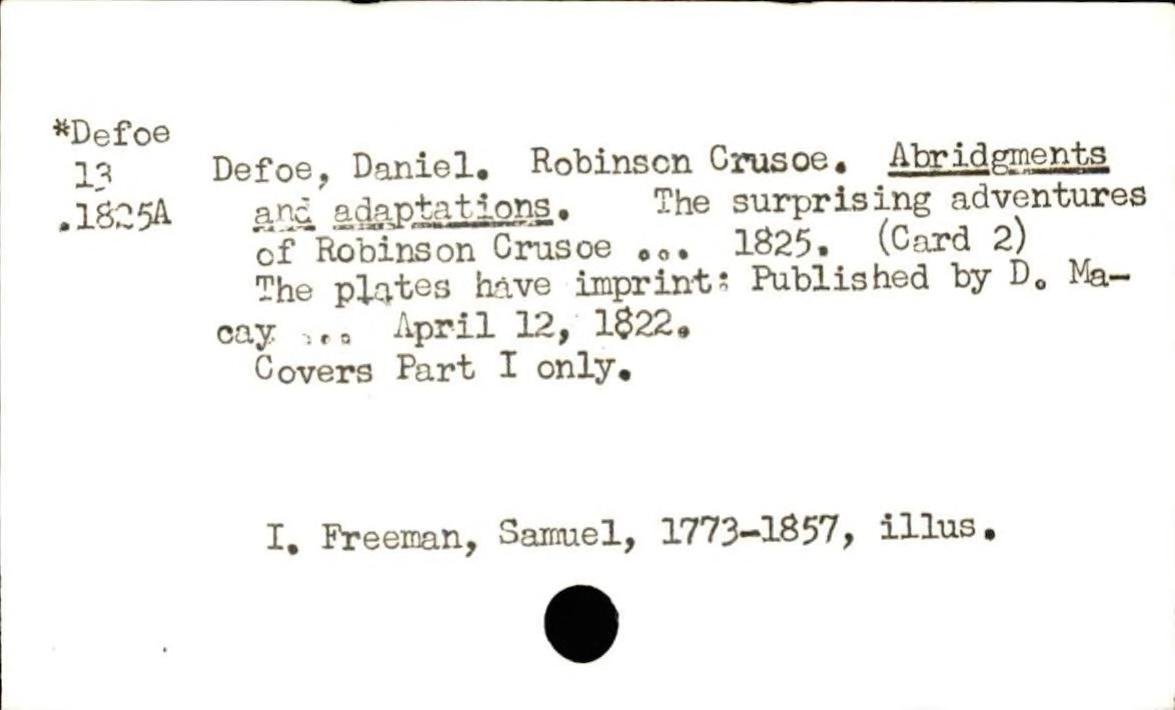 *Defoe
13
.1825A
Defoe, Daniel. Robinson Crusoe. Abridgments
and adaptations. The surprising adventures
of Robinson Crusoe ... 1825. (Card 2)
The plates have imprint: Published by D. Ma-
cay ... April 12, 1822.
Covers Part I only.
I. Freeman, Samuel, 1773-1857, illus.